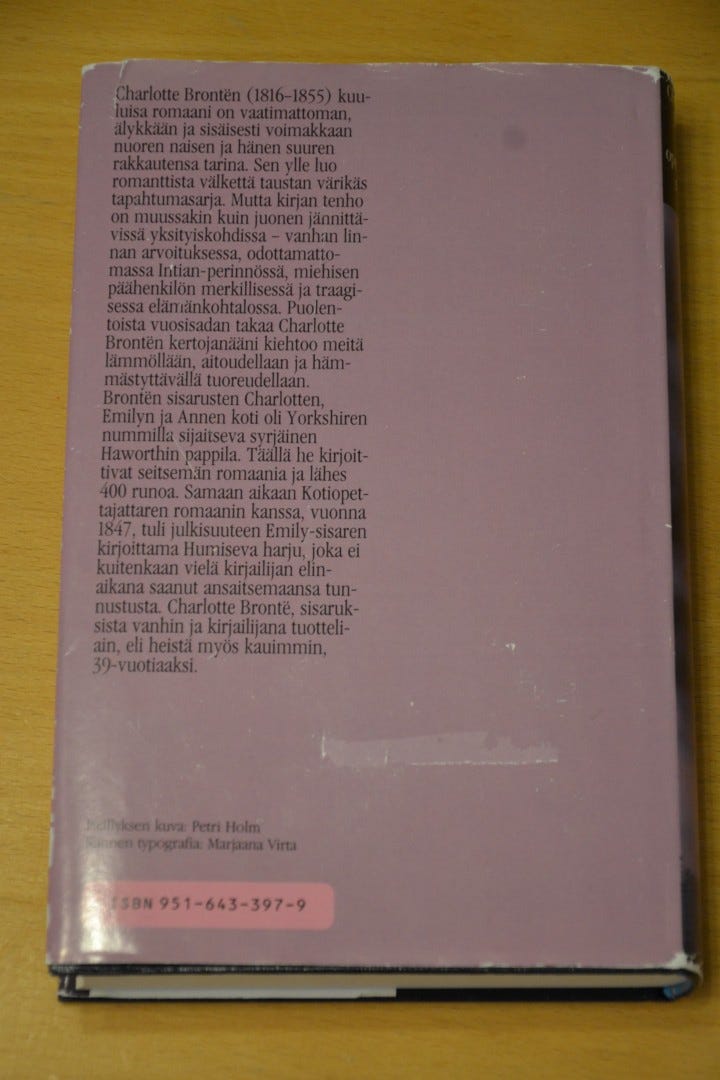 Charlotte Brontën (1816–1855) kuu-
luisa romaani on vaatimattoman,
älykkään ja sisäisesti voimakkaan
nuoren naisen ja hänen suuren
rakkautensa tarina. Sen ylle luo
romanttista välkettä taustan värikäs
tapahtumasarja. Mutta kirjan tenho
on muussakin kuin juonen jännittä-
vissä yksityiskohdissa – vanhan lin-
nan arvoituksessa, odottamatto-
massa Intian-perinnössä, miehisen
päähenkilön merkillisessä ja traagi-
sessa elämänkohtalossa. Puolen-
toista vuosisadan takaa Charlotte
Brontën kertojanääni kiehtoo meitä
lämmöllään, aitoudellaan ja häm-
mästyttävällä tuoreudellaan.
Brontën sisarusten Charlotten,
Emilyn ja Annen koti oli Yorkshiren
nummilla sijaitseva syrjäinen
Haworthin pappila. Täällä he kirjoit-
tivat seitsemän romaania ja lähes
400 runoa. Samaan aikaan Kotiopet-
tajattaren romaanin kanssa, vuonna
1847, tuli julkisuuteen Emily-sisaren
kirjoittama Humiseva harju, joka ei
kuitenkaan vielä kirjailijan elin-
aikana saanut ansaitsemaansa tun-
nustusta. Charlotte Brontë, sisaruk-
sista vanhin ja kirjailijana tuotteli-
ain, eli heistä myös kauimmin,
39-vuotiaaksi.
kuva: Petri Holm
Kannen typografia: Marjaana Virta
ISBN 951-643-397-9